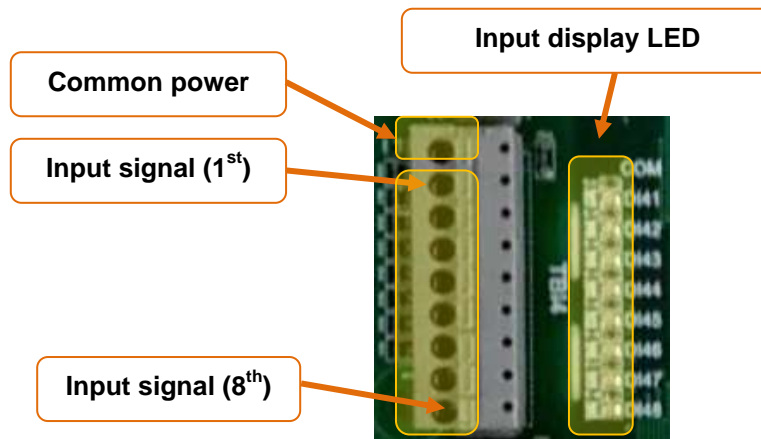 Input display LED
Common power
Input signal (1st)
COM
DI41
DI42
DI43
DI44
DI45
DI46
DI47
DI48
TBI4
Input signal (8th)